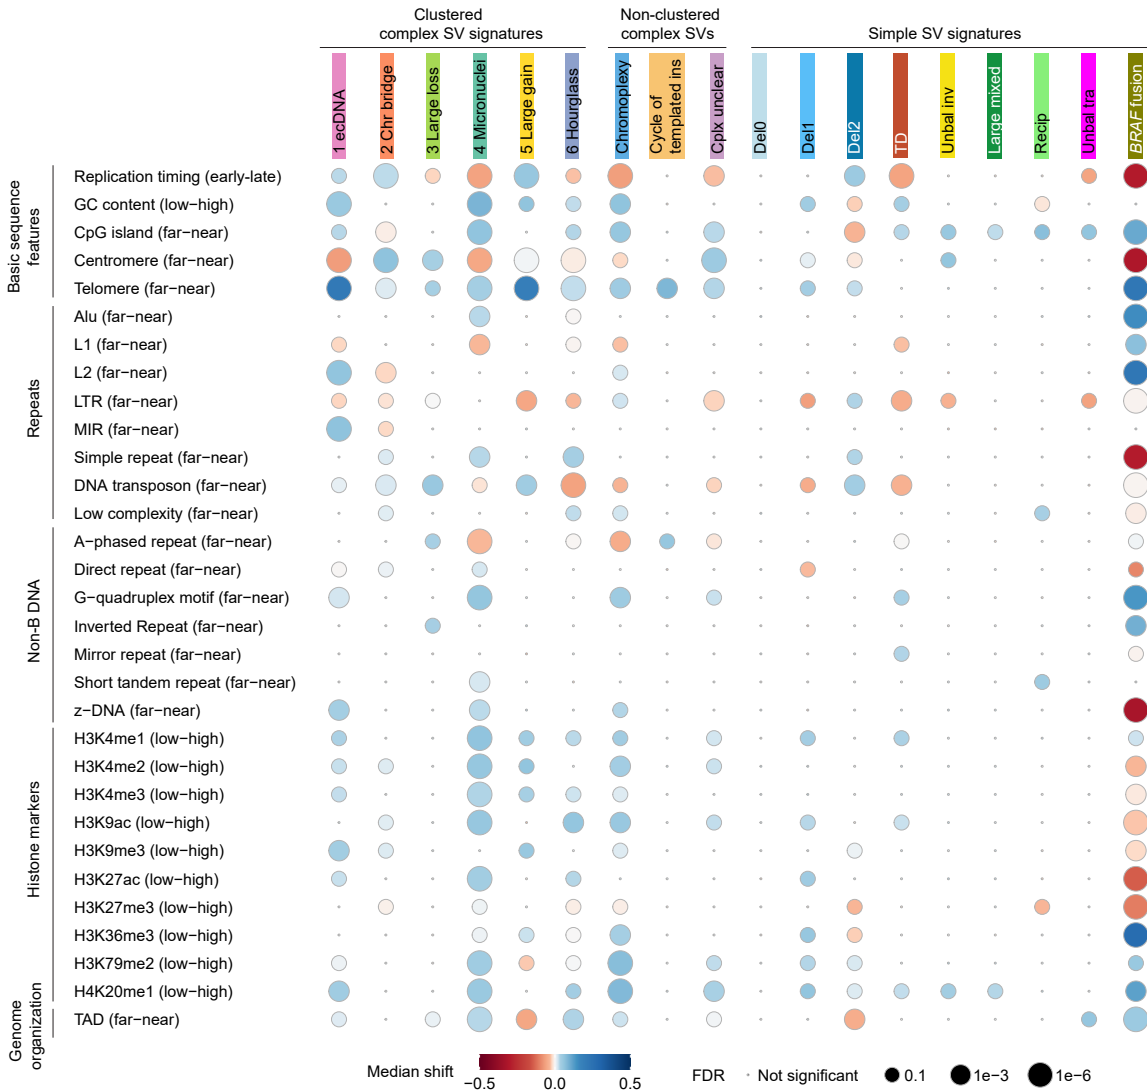 Clustered
complex SV signatures
Non-clustered
complex SVs
Simple SV signatures
1 ecDNA
2 Chr bridge
3 Large loss
4 Micronuclei
5 Large gain
6 Hourglass
Chromoplexy
Cycle of
templated ins
Cplx unclear
Del0
Del1
Del2
TD
Unbal inv
Large mixed
Recip
Unbal tra
BRAF fusion
Basic sequence
features
Replication timing (early−late)
GC content (low−high)
CpG island (far−near)
Centromere (far−near)
Telomere (far−near)
Repeats
Alu (far−near)
L1 (far−near)
L2 (far−near)
LTR (far−near)
MIR (far−near)
Simple repeat (far−near)
DNA transposon (far−near)
Low complexity (far−near)
Non-B DNA
A−phased repeat (far−near)
Direct repeat (far−near)
G−quadruplex motif (far−near)
Inverted Repeat (far−near)
Mirror repeat (far−near)
Short tandem repeat (far−near)
z−DNA (far−near)
Histone markers
H3K4me1 (low−high)
H3K4me2 (low−high)
H3K4me3 (low−high)
H3K9ac (low−high)
H3K9me3 (low−high)
H3K27ac (low−high)
H3K27me3 (low−high)
H3K36me3 (low−high)
H3K79me2 (low−high)
H4K20me1 (low−high)
Genome
organization
TAD (far−near)
Median shift
−0.5 0.0 0.5
FDR Not significant 0.1 1e−3 1e−6